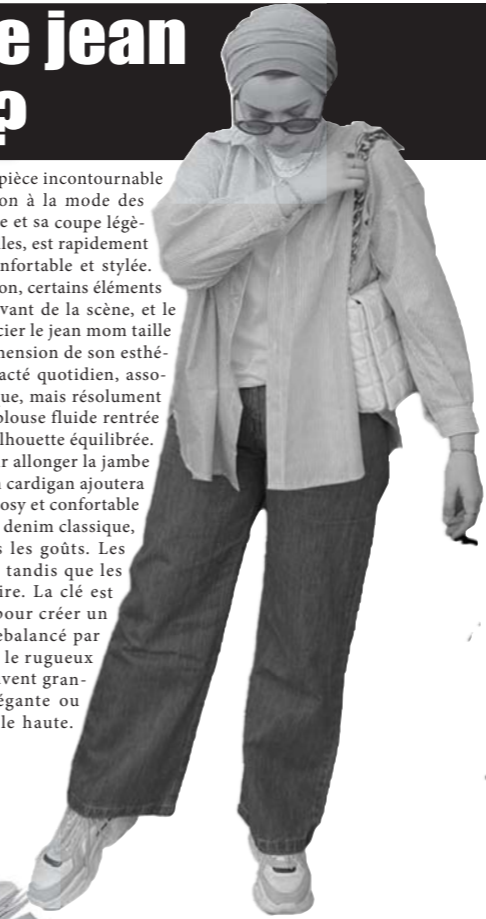 e jean
?
pièce incontournable
on à la mode des
e et sa coupe légè-
les, est rapidement
nfortable et stylée.
on, certains éléments
vant de la scène, et le
cier le jean mom taille
mension de son esthé-
acté quotidien, asso-
ue, mais résolument
blouse fluide rentrée
lhouette équilibrée.
r allonger la jambe
n cardigan ajoutera
osy et confortable
denim classique,
s les goûts. Les
tandis que les
ire. La clé est
pour créer un
ebalancé par
le rugueux
vent gran-
égante ou
le haute.